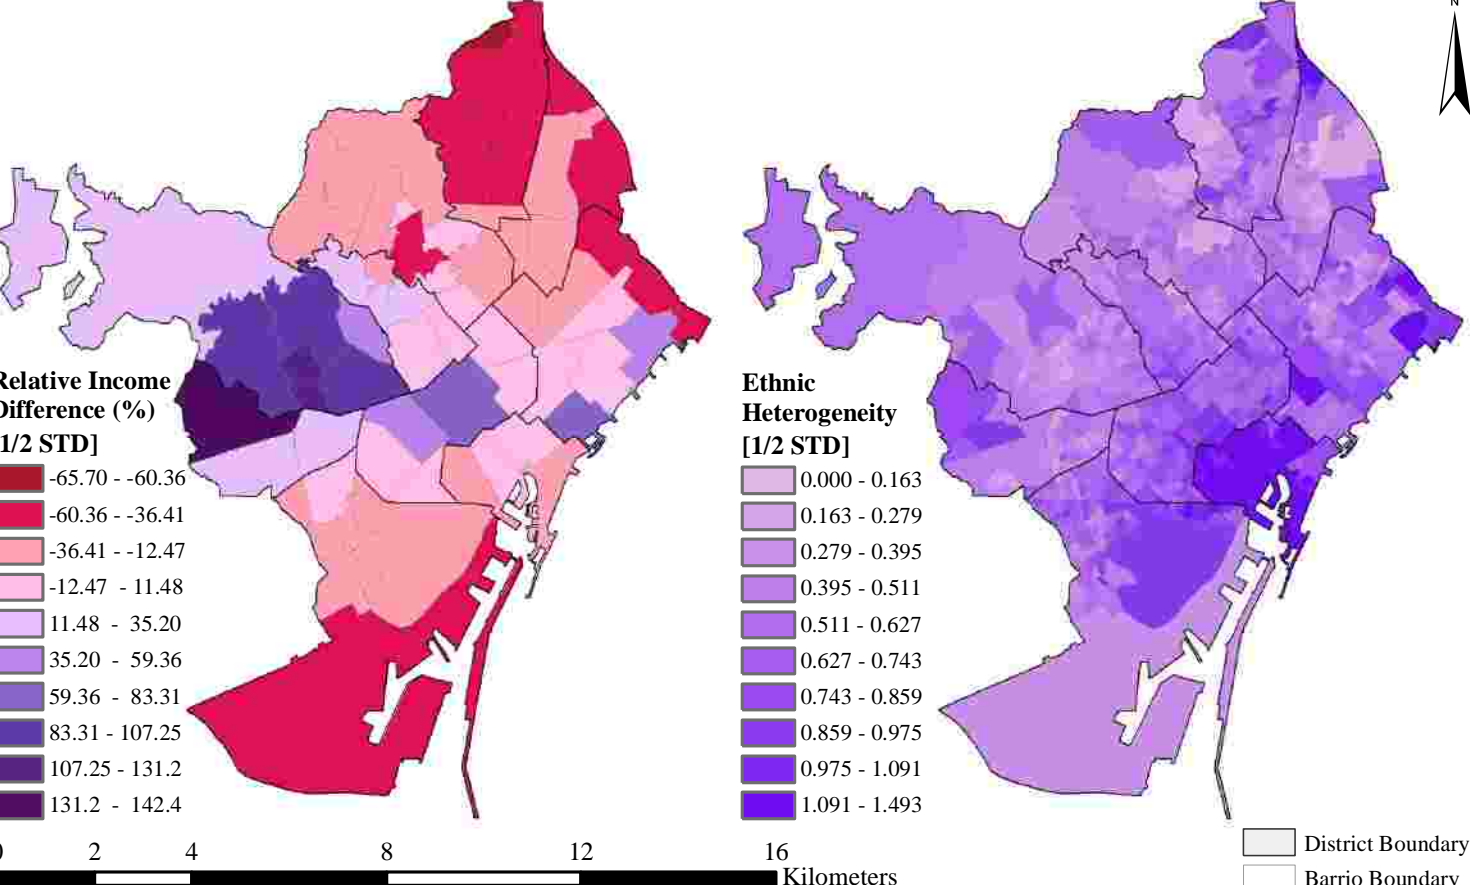 N
Relative Income
Difference (%)
[1/2 STD]
-65.70 - -60.36
-60.36 - -36.41
-36.41 - -12.47
-12.47 - 11.48
11.48 - 35.20
35.20 - 59.36
59.36 - 83.31
83.31 - 107.25
107.25 - 131.2
131.2 - 142.4
Ethnic
Heterogeneity
[1/2 STD]
0.000 - 0.163
0.163 - 0.279
0.279 - 0.395
0.395 - 0.511
0.511 - 0.627
0.627 - 0.743
0.743 - 0.859
0.859 - 0.975
0.975 - 1.091
1.091 - 1.493
0 2 4 8 12 16
Kilometers
District Boundary
Barrio Boundary